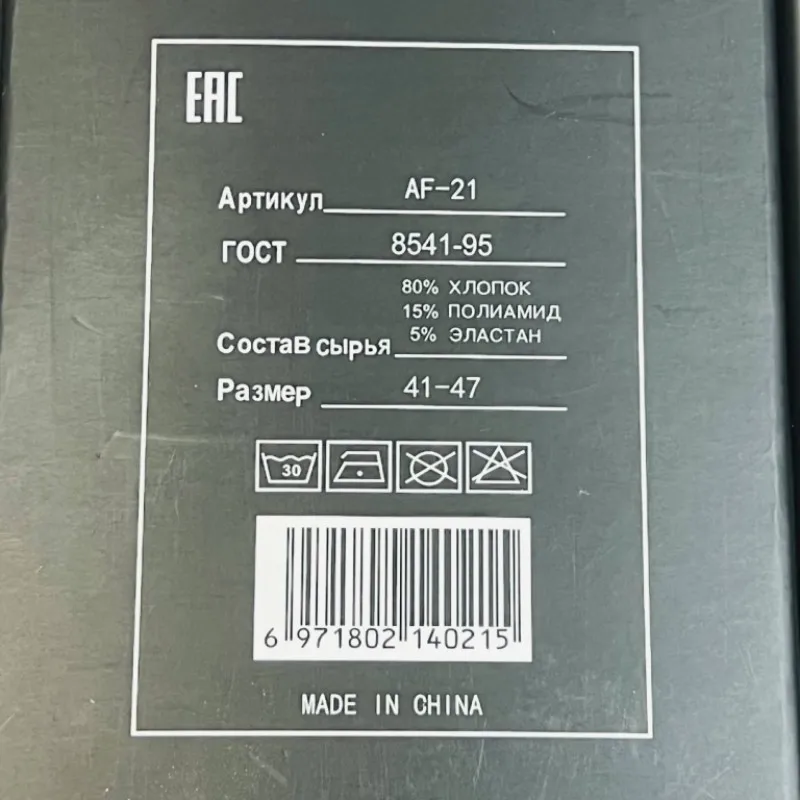 EAC
Артикул AF-21
ГОСТ 8541-95
80% ХЛОПОК
15% ПОЛИАМИД
Состав сырья 5% ЭЛАСТАН
Размер 41-47
30
6 971802 140215
MADE IN CHINA